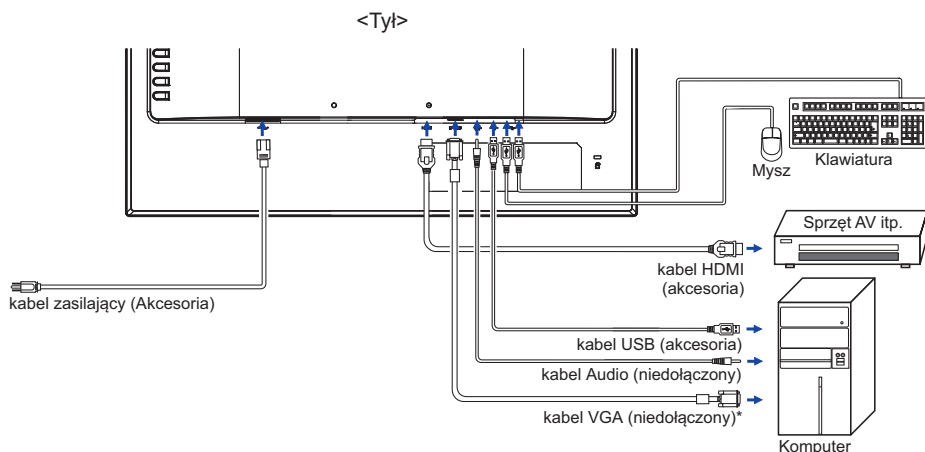 <Tył>
Klawiatura
Mysz
Sprzęt AV itp.
kabel HDMI
(akcesoria)
kabel zasilający (Akcesoria)
kabel USB (akcesoria)
kabel Audio (niedołączony)
kabel VGA (niedołączony)*
Komputer